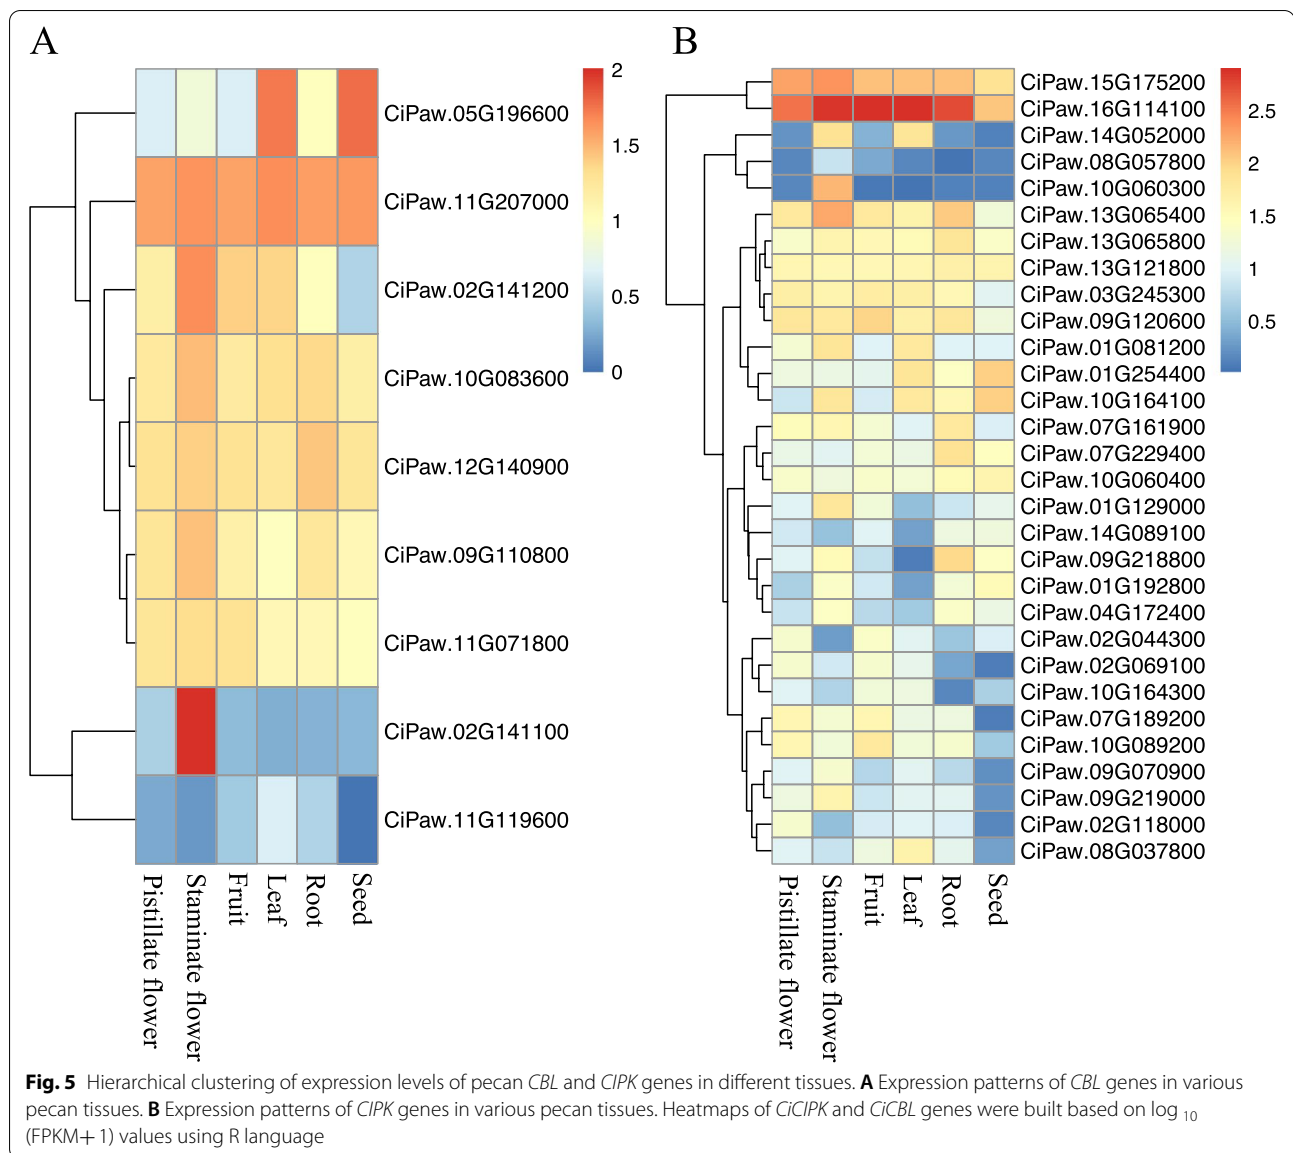 A
CiPaw.05G196600
CiPaw.11G207000
CiPaw.02G141200
CiPaw.10G083600
CiPaw.12G140900
CiPaw.09G110800
CiPaw.11G071800
CiPaw.02G141100
CiPaw.11G119600
2
1.5
1
0.5
0
Pistillate flower
Staminate flower
Fruit
Leaf
Root
Seed
B
CiPaw.15G175200
CiPaw.16G114100
CiPaw.14G052000
CiPaw.08G057800
CiPaw.10G060300
CiPaw.13G065400
CiPaw.13G065800
CiPaw.13G121800
CiPaw.03G245300
CiPaw.09G120600
CiPaw.01G081200
CiPaw.01G254400
CiPaw.10G164100
CiPaw.07G161900
CiPaw.07G229400
CiPaw.10G060400
CiPaw.01G129000
CiPaw.14G089100
CiPaw.09G218800
CiPaw.01G192800
CiPaw.04G172400
CiPaw.02G044300
CiPaw.02G069100
CiPaw.10G164300
CiPaw.07G189200
CiPaw.10G089200
CiPaw.09G070900
CiPaw.09G219000
CiPaw.02G118000
CiPaw.08G037800
2.5
2
1.5
1
0.5
Pistillate flower
Staminate flower
Fruit
Leaf
Root
Seed
Fig. 5 Hierarchical clustering of expression levels of pecan CBL and CIPK genes in different tissues. A Expression patterns of CBL genes in various
pecan tissues. B Expression patterns of CIPK genes in various pecan tissues. Heatmaps of CiCIPK and CiCBL genes were built based on log 10
(FPKM+ 1) values using R language